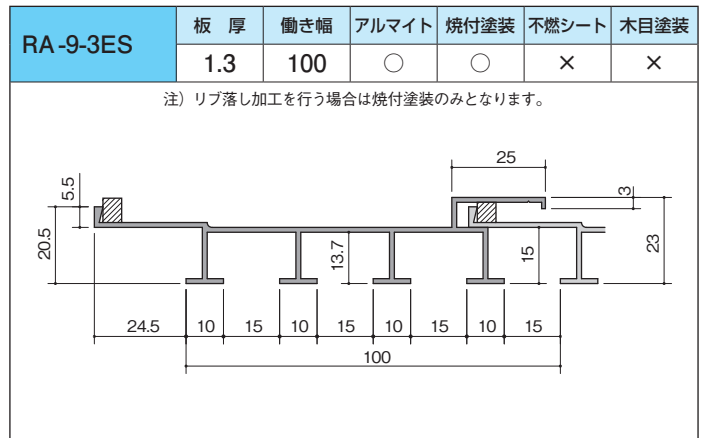 RA-9-3ES
板 厚 働き幅 アルマイト 焼付塗装 不燃シート 木目塗装
1.3 100 ○ ○ × ×
注）リブ落し加工を行う場合は焼付塗装のみとなります。
25
5.5
3
20.5
13.7
15
23
24.5 10 15 10 15 10 15 10 15
100